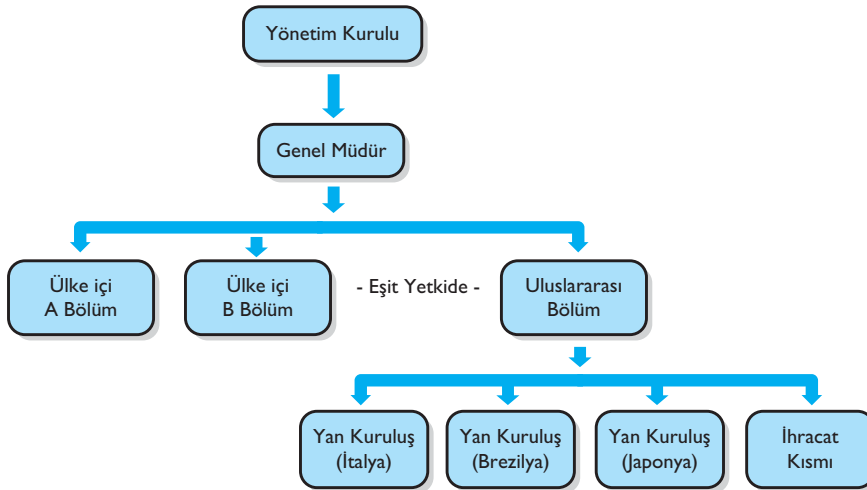 Yönetim Kurulu
Genel Müdür
Ülke içi
A Bölüm
Ülke içi
B Bölüm
- Eşit Yetkide -
Uluslararası
Bölüm
Yan Kuruluş
(İtalya)
Yan Kuruluş
(Brezilya)
Yan Kuruluş
(Japonya)
İhracat
Kısmı